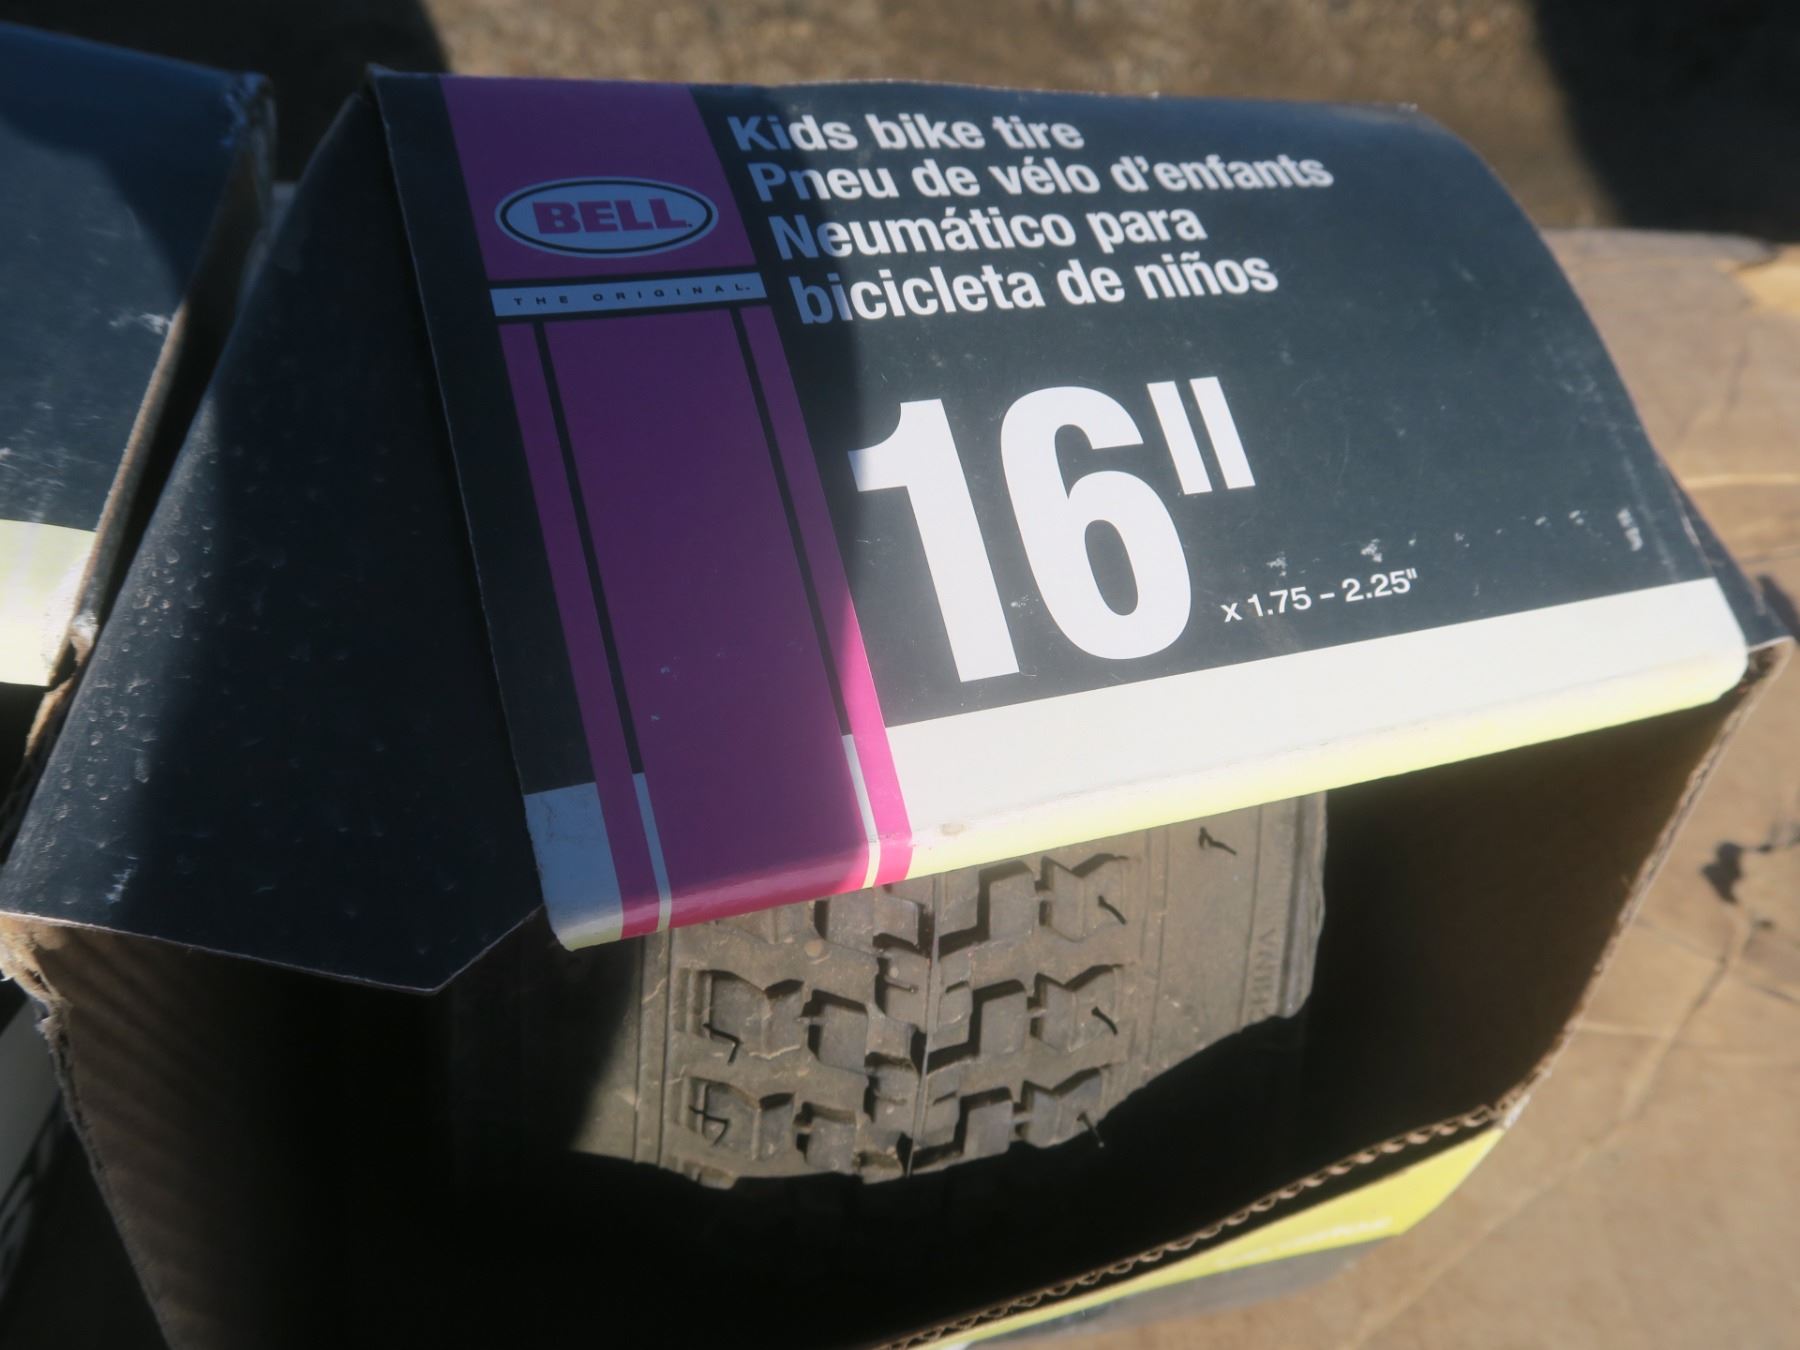 BELL
THE ORIGINAL.
Kids bike tire
Pneu de vélo d'enfants
Neumático para
bicicleta de niños
16"
x 1.75 - 2.25"
CHINA